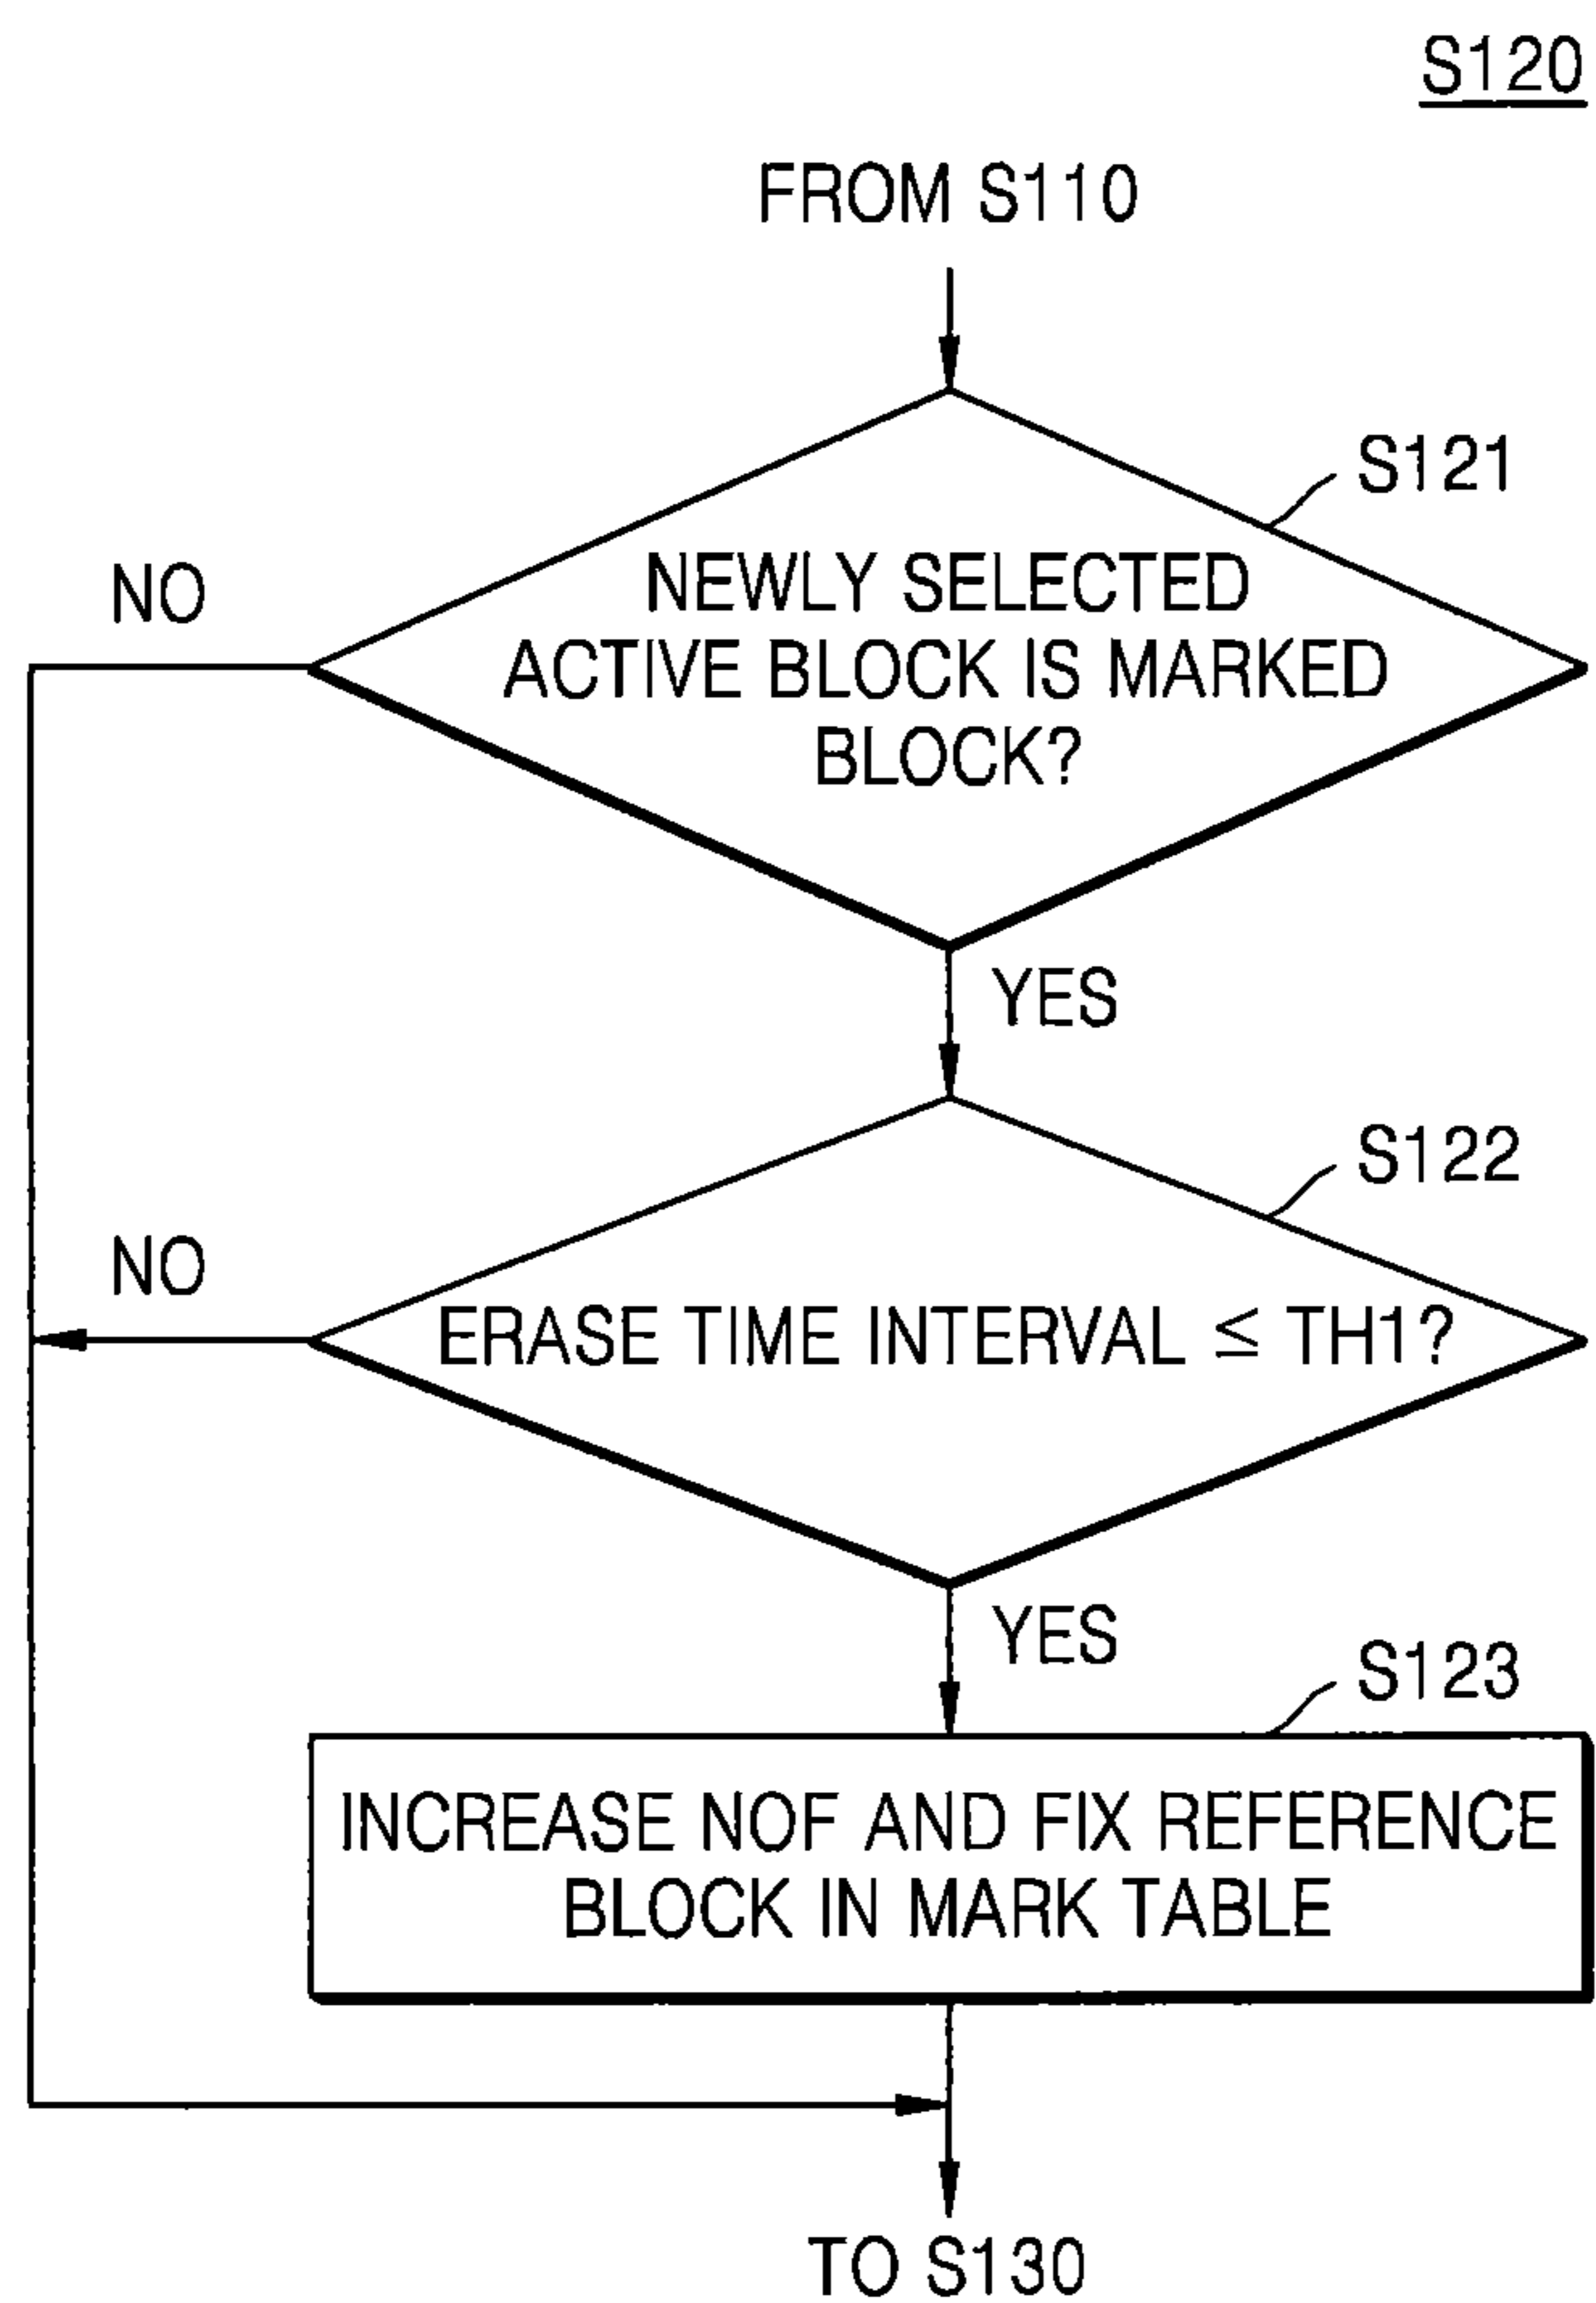 S120
FROM S110
S121
NO
NEWLY SELECTED
ACTIVE BLOCK IS MARKED
BLOCK?
YES
S122
NO
ERASE TIME INTERVAL ≤ TH1?
YES
S123
INCREASE NOF AND FIX REFERENCE
BLOCK IN MARK TABLE
TO S130